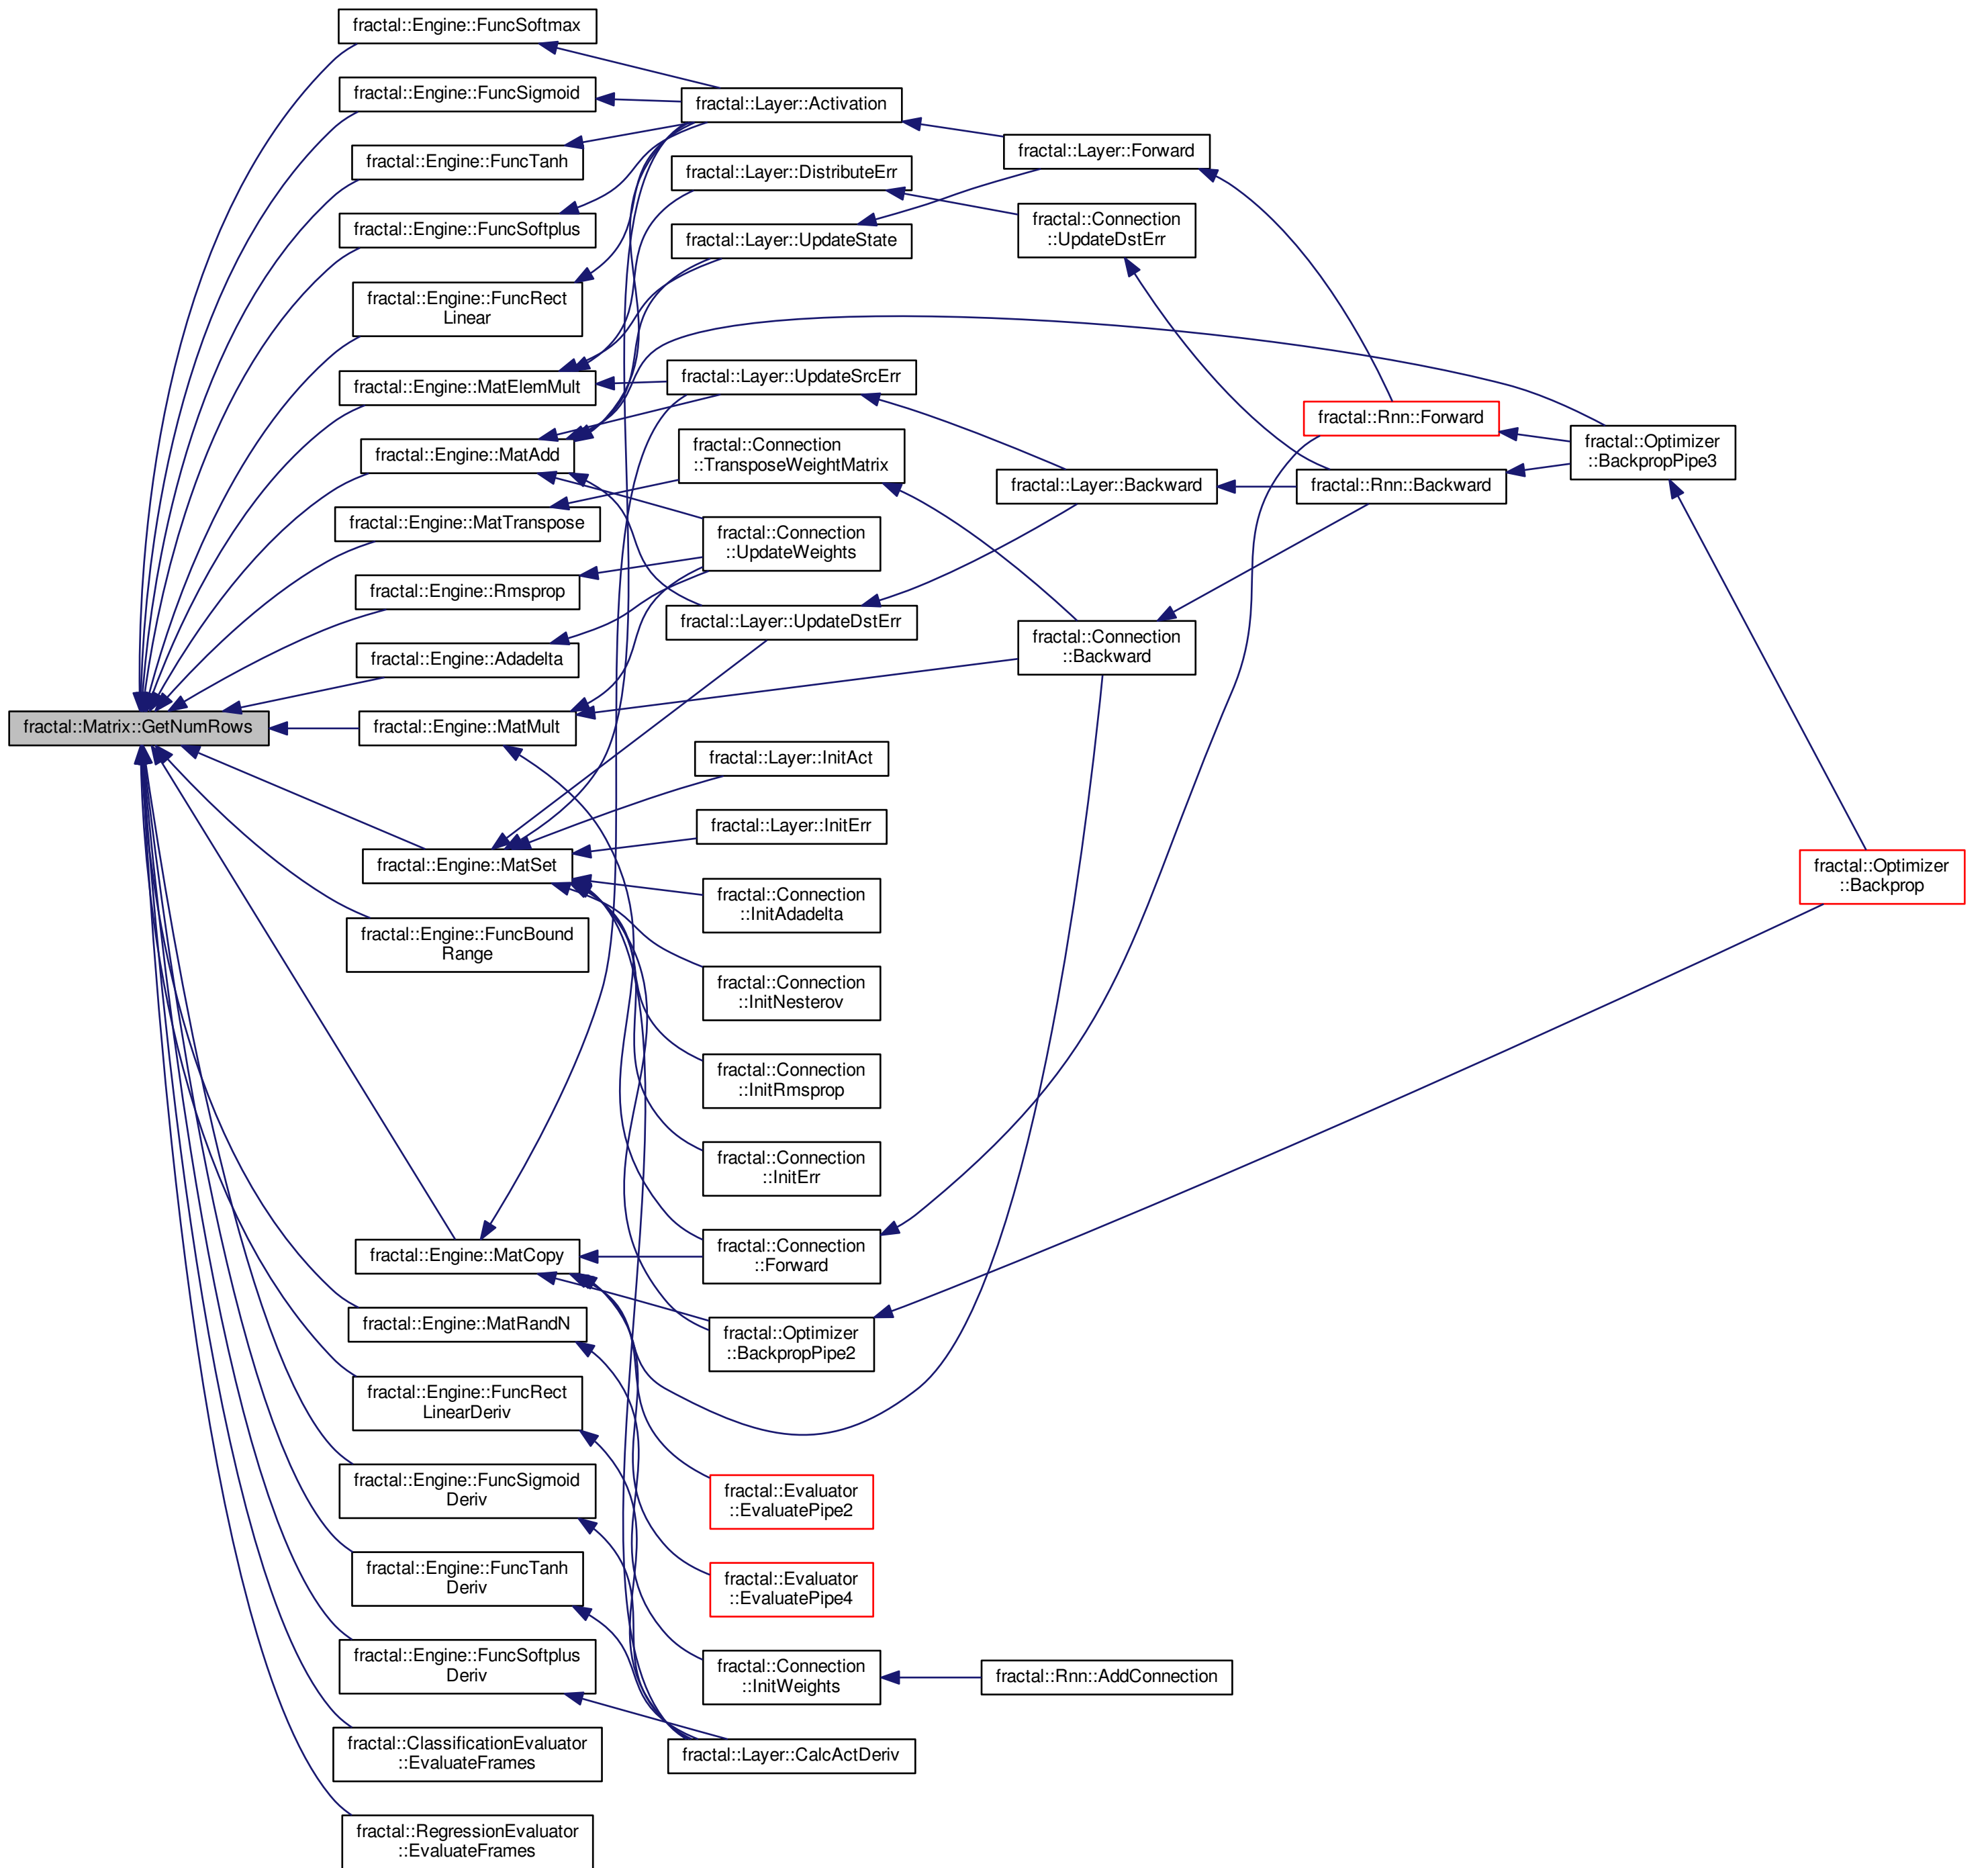 fractal::Matrix::GetNumRows
fractal::Engine::FuncSoftmax
fractal::Engine::FuncSigmoid
fractal::Engine::FuncTanh
fractal::Engine::FuncSoftplus
fractal::Engine::FuncRect
Linear
fractal::Engine::MatElemMult
fractal::Engine::MatAdd
fractal::Engine::MatTranspose
fractal::Engine::Rmsprop
fractal::Engine::Adadelta
fractal::Engine::MatMult
fractal::Engine::MatSet
fractal::Engine::FuncBound
Range
fractal::Engine::MatCopy
fractal::Engine::MatRandN
fractal::Engine::FuncRect
LinearDeriv
fractal::Engine::FuncSigmoid
Deriv
fractal::Engine::FuncTanh
Deriv
fractal::Engine::FuncSoftplus
Deriv
fractal::ClassificationEvaluator
::EvaluateFrames
fractal::RegressionEvaluator
::EvaluateFrames
fractal::Layer::Activation
fractal::Layer::DistributeErr
fractal::Layer::UpdateState
fractal::Layer::UpdateSrcErr
fractal::Connection
::TransposeWeightMatrix
fractal::Connection
::UpdateWeights
fractal::Layer::UpdateDstErr
fractal::Layer::InitAct
fractal::Layer::InitErr
fractal::Connection
::InitAdadelta
fractal::Connection
::InitNesterov
fractal::Connection
::InitRmsprop
fractal::Connection
::InitErr
fractal::Connection
::Forward
fractal::Optimizer
::BackpropPipe2
fractal::Evaluator
::EvaluatePipe2
fractal::Evaluator
::EvaluatePipe4
fractal::Connection
::InitWeights
fractal::Layer::CalcActDeriv
fractal::Layer::Forward
fractal::Connection
::UpdateDstErr
fractal::Layer::Backward
fractal::Connection
::Backward
fractal::Rnn::AddConnection
fractal::Rnn::Forward
fractal::Rnn::Backward
fractal::Optimizer
::BackpropPipe3
fractal::Optimizer
::Backprop